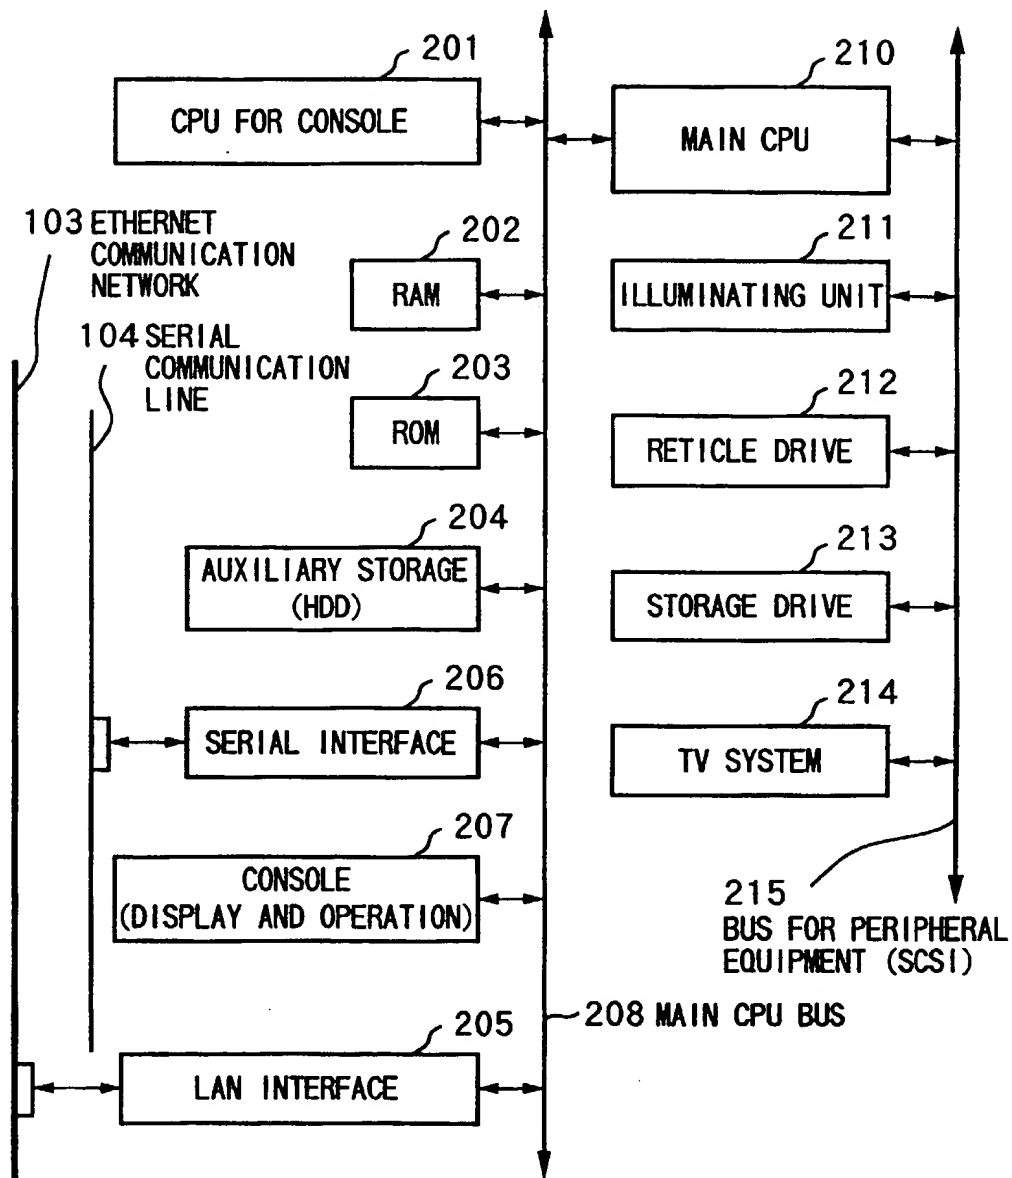 201
CPU FOR CONSOLE
210
MAIN CPU
103 ETHERNET
COMMUNICATION
NETWORK
202
RAM
211
ILLUMINATING UNIT
104 SERIAL
COMMUNICATION
LINE
203
ROM
212
RETICLE DRIVE
204
AUXILIARY STORAGE
(HDD)
213
STORAGE DRIVE
206
SERIAL INTERFACE
214
TV SYSTEM
207
CONSOLE
(DISPLAY AND OPERATION)
215
BUS FOR PERIPHERAL
EQUIPMENT (SCSI)
208 MAIN CPU BUS
205
LAN INTERFACE